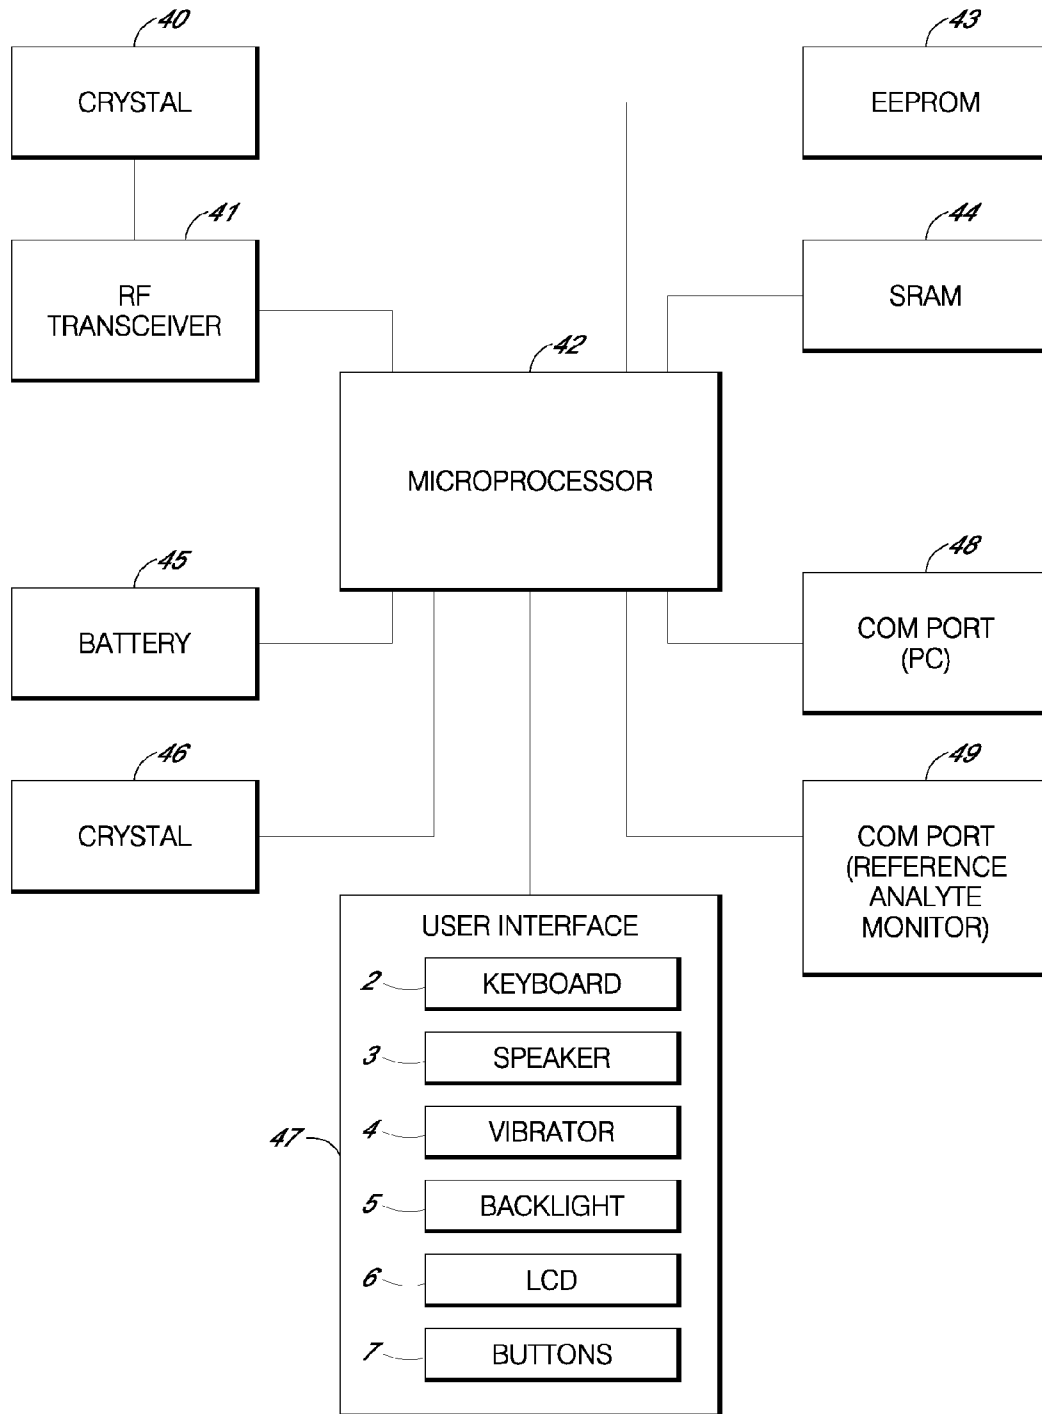 40
CRYSTAL
43
EEPROM
41
RF
TRANSCEIVER
44
SRAM
42
MICROPROCESSOR
45
BATTERY
48
COM PORT
(PC)
46
CRYSTAL
49
COM PORT
(REFERENCE
ANALYTE
MONITOR)
47
USER INTERFACE
2
KEYBOARD
3
SPEAKER
4
VIBRATOR
5
BACKLIGHT
6
LCD
7
BUTTONS